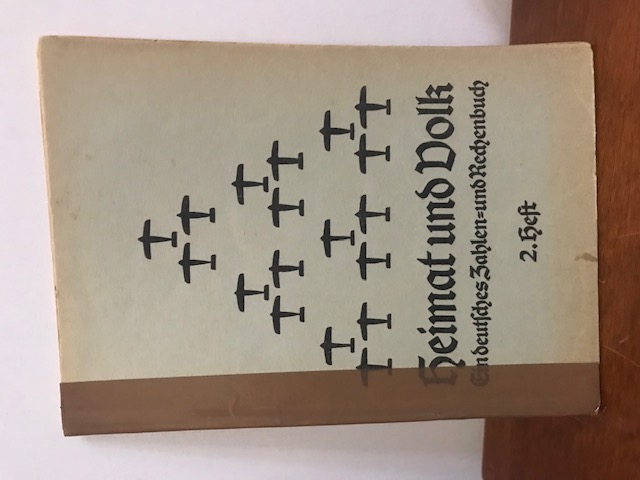 Heimat und Volk
Ein deutsches Zahlen= und Rechenbuch
2. Heft